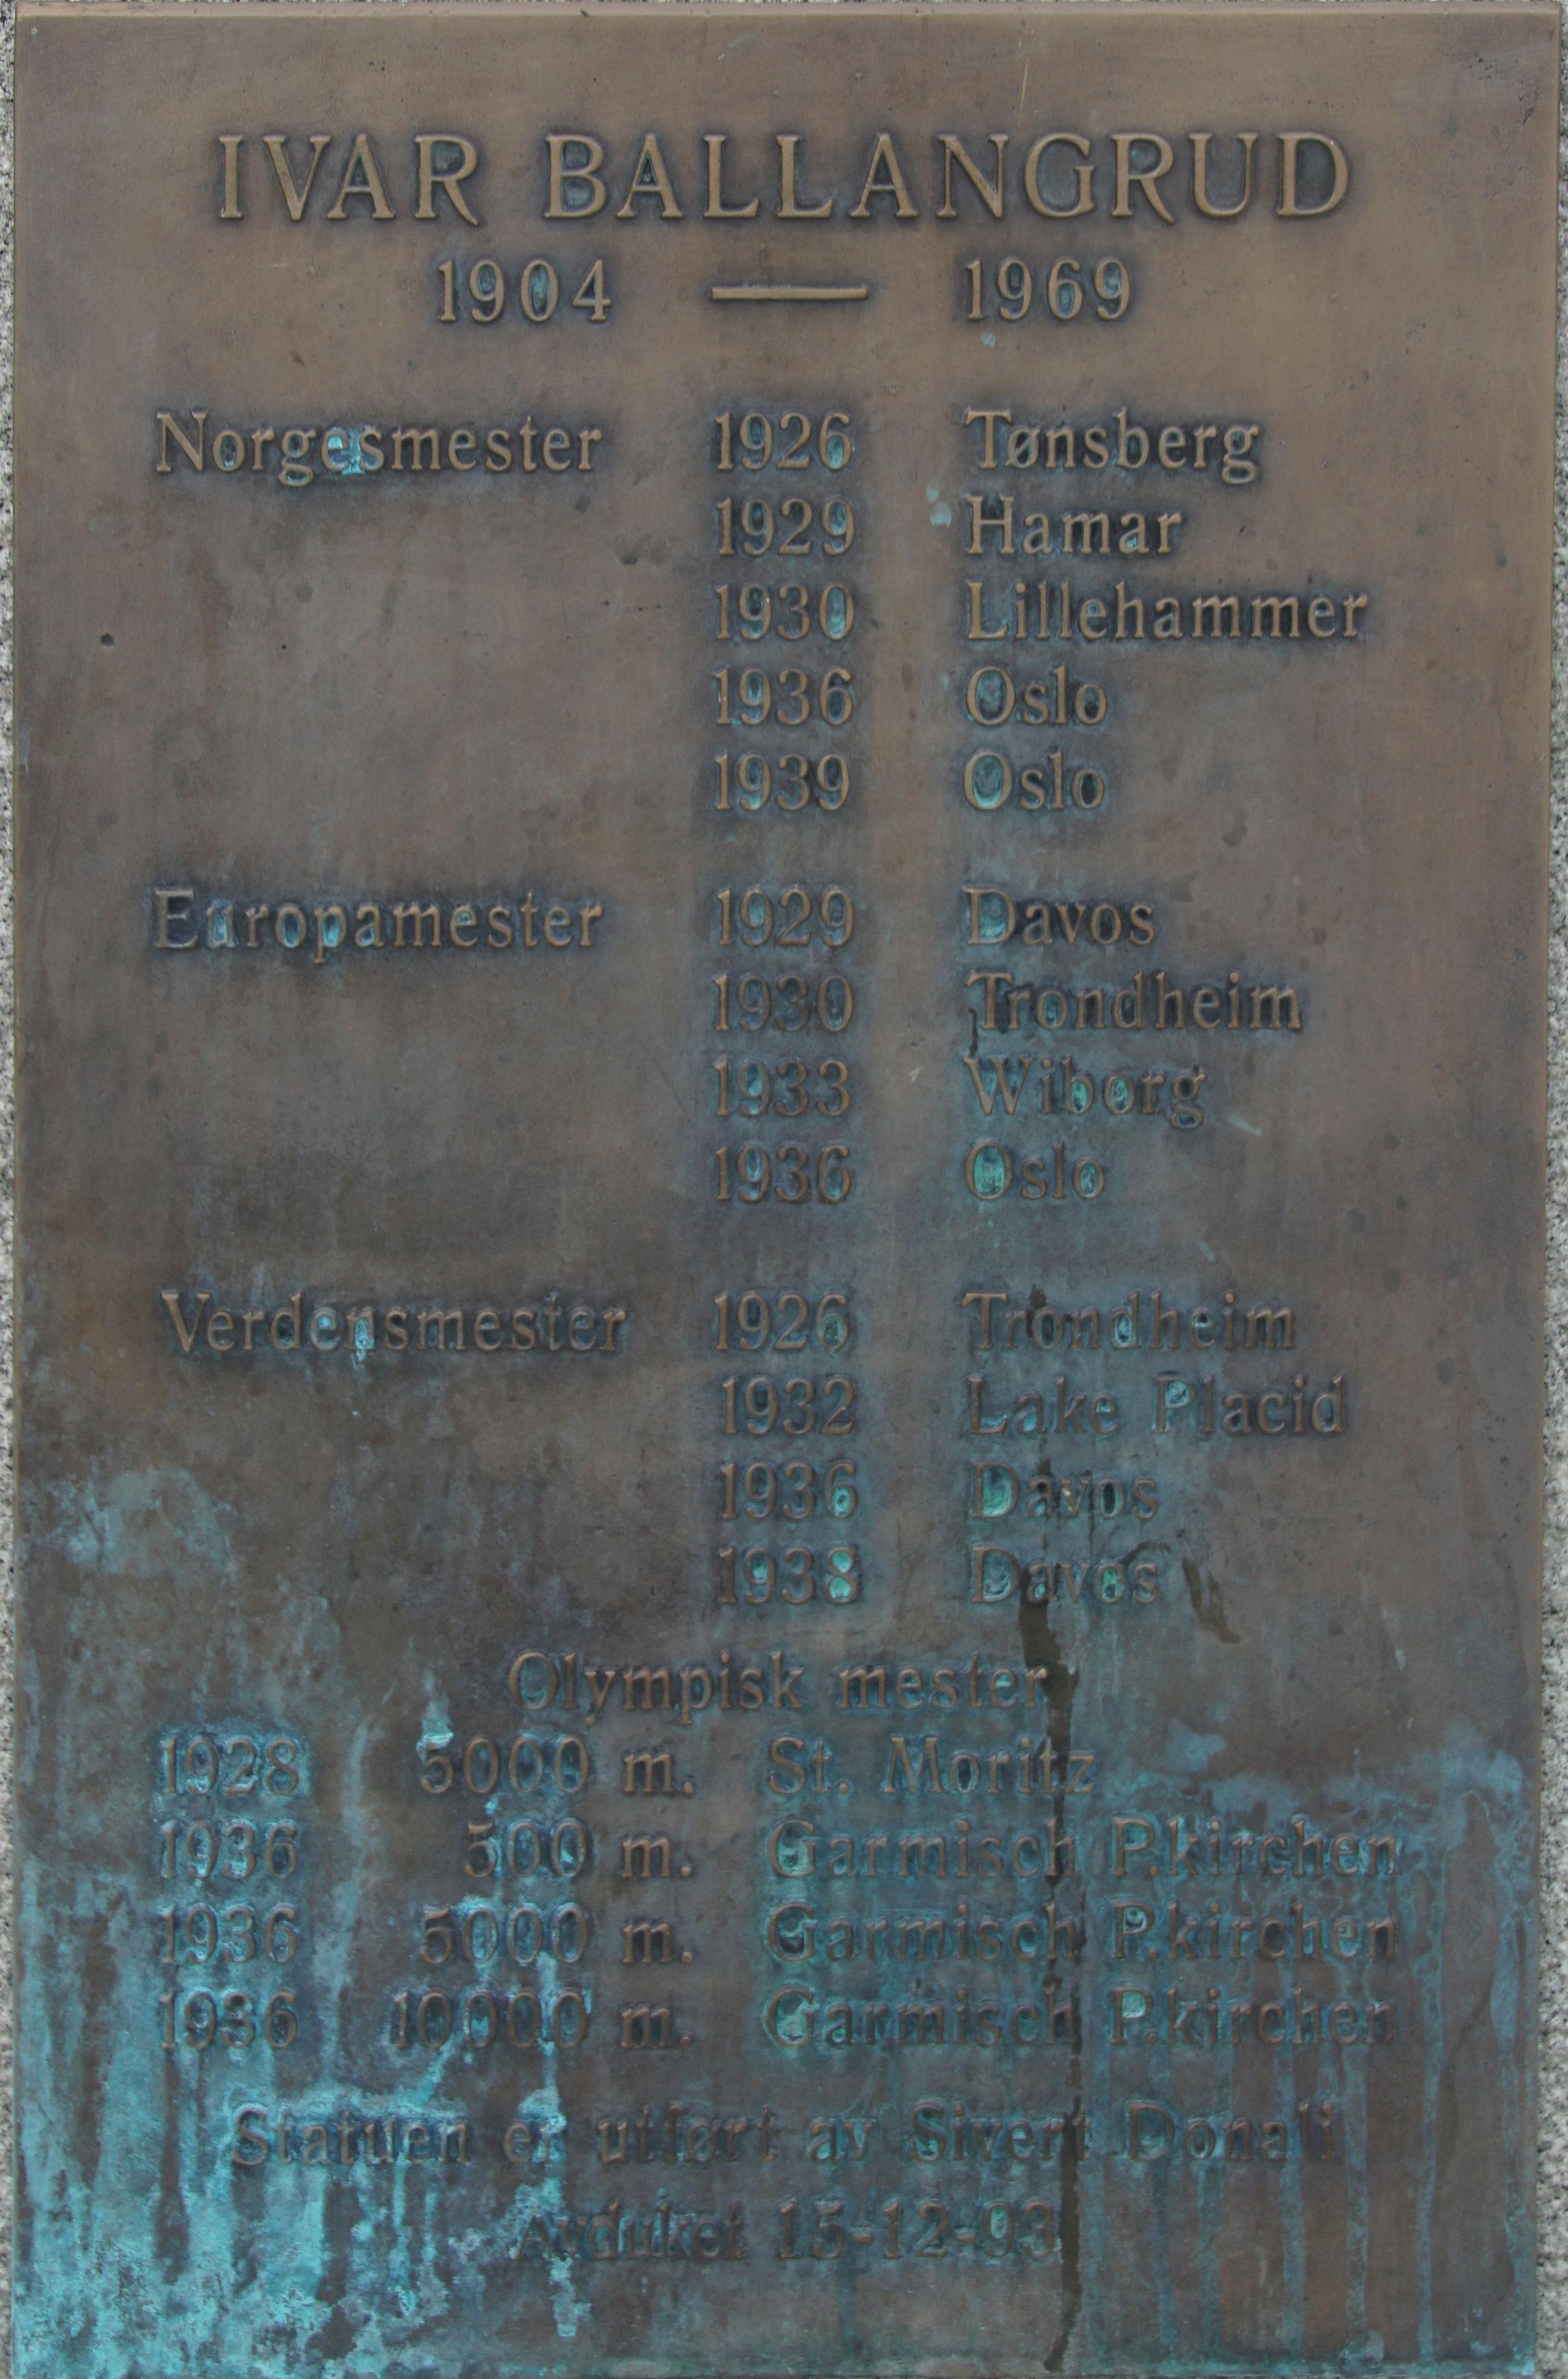 IVAR BALLANGRUD
1904 — 1969
Norgesmester 1926 Tønsberg
1929 Hamar
1930 Lillehammer
1936 Oslo
1939 Oslo
Europamester 1929 Davos
1930 Trondheim
1933 Wiborg
1936 Oslo
Verdensmester 1926 Trondheim
1932 Lake Placid
1936 Davos
1938 Davos
Olympisk mester
1928 5000 m. St. Moritz
1936 500 m. Garmisch P.kirchen
1936 5000 m. Garmisch P.kirchen
1936 10000 m. Garmisch P.kirchen
Statuen er utført av Sivert Donali
Avduket 15-12-93